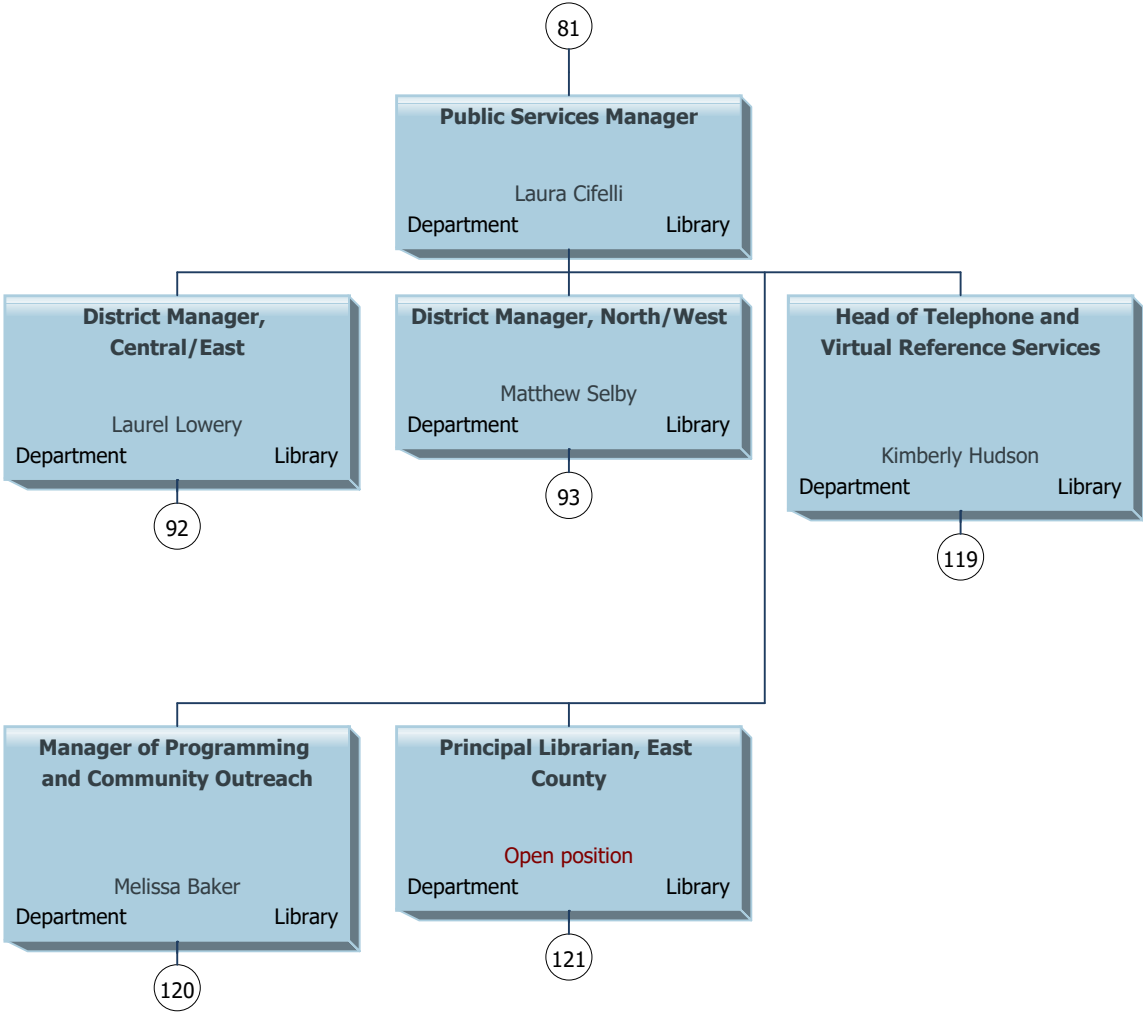 81
Public Services Manager
Laura Cifelli
Department Library
District Manager,
Central/East
Laurel Lowery
Department Library
92
District Manager, North/West
Matthew Selby
Department Library
93
Head of Telephone and
Virtual Reference Services
Kimberly Hudson
Department Library
119
Manager of Programming
and Community Outreach
Melissa Baker
Department Library
120
Principal Librarian, East
County
Open position
Department Library
121